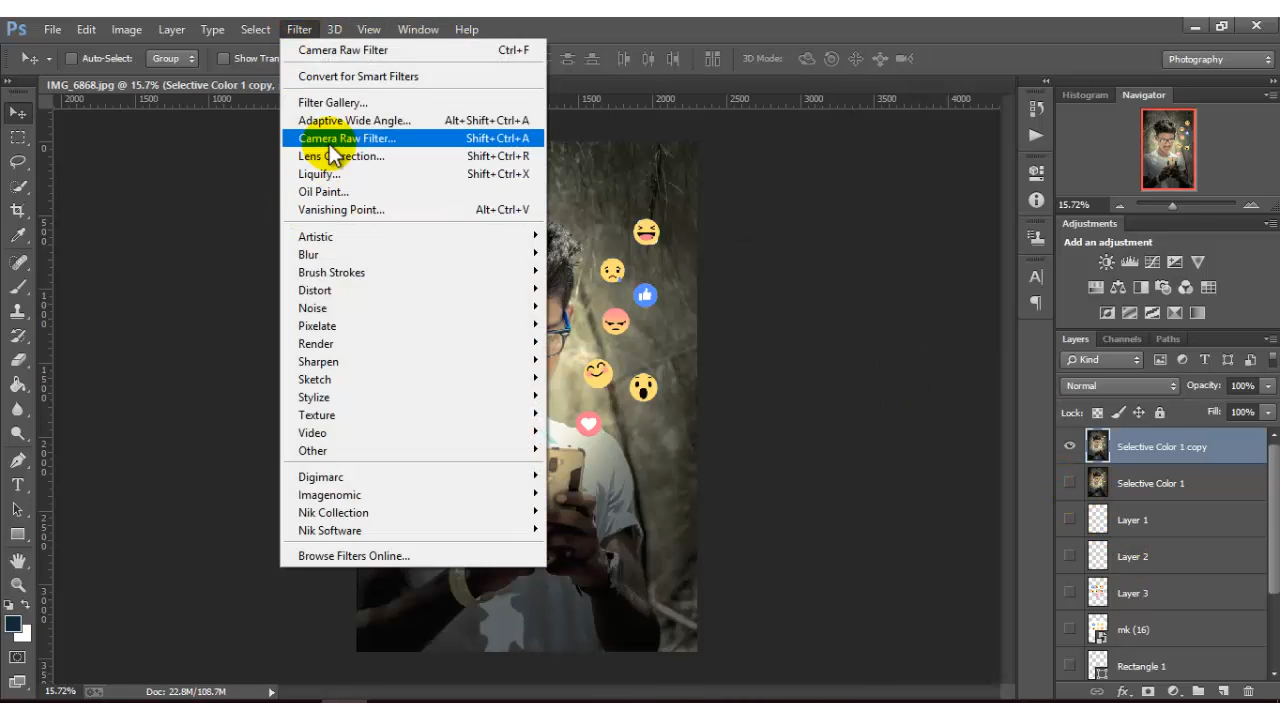 Ps File Edit Image Layer Type Select Filter 3D View Window Help
Auto-Select: Group Show Tran 3D Mode: Photography
IMG_6868.jpg @ 15.7% (Selective Color 1 copy,
2000 1500 1000 1500 2000 2500 3000 3500 4000
Camera Raw Filter Ctrl+F
Convert for Smart Filters
Filter Gallery...
Adaptive Wide Angle... Alt+Shift+Ctrl+A
Camera Raw Filter... Shift+Ctrl+A
Lens Correction... Shift+Ctrl+R
Liquify... Shift+Ctrl+X
Oil Paint...
Vanishing Point... Alt+Ctrl+V
Artistic
Blur
Brush Strokes
Distort
Noise
Pixelate
Render
Sharpen
Sketch
Stylize
Texture
Video
Other
Digimarc
Imagenomic
Nik Collection
Nik Software
Browse Filters Online...
Histogram Navigator
15.72%
Adjustments
Add an adjustment
Layers Channels Paths
Kind
Normal Opacity: 100%
Lock: Fill: 100%
Selective Color 1 copy
Selective Color 1
Layer 1
Layer 2
Layer 3
mk (16)
Rectangle 1
15.72% Doc: 22.8M/108.7M